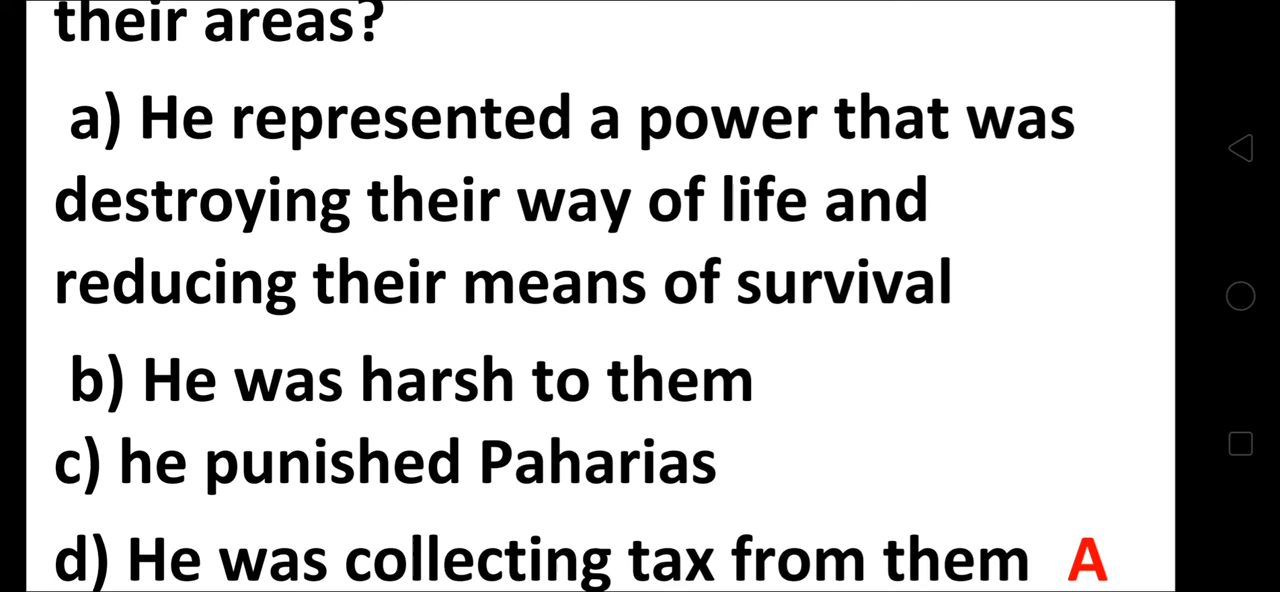 their areas?
a) He represented a power that was
destroying their way of life and
reducing their means of survival
b) He was harsh to them
c) he punished Paharias
d) He was collecting tax from them A